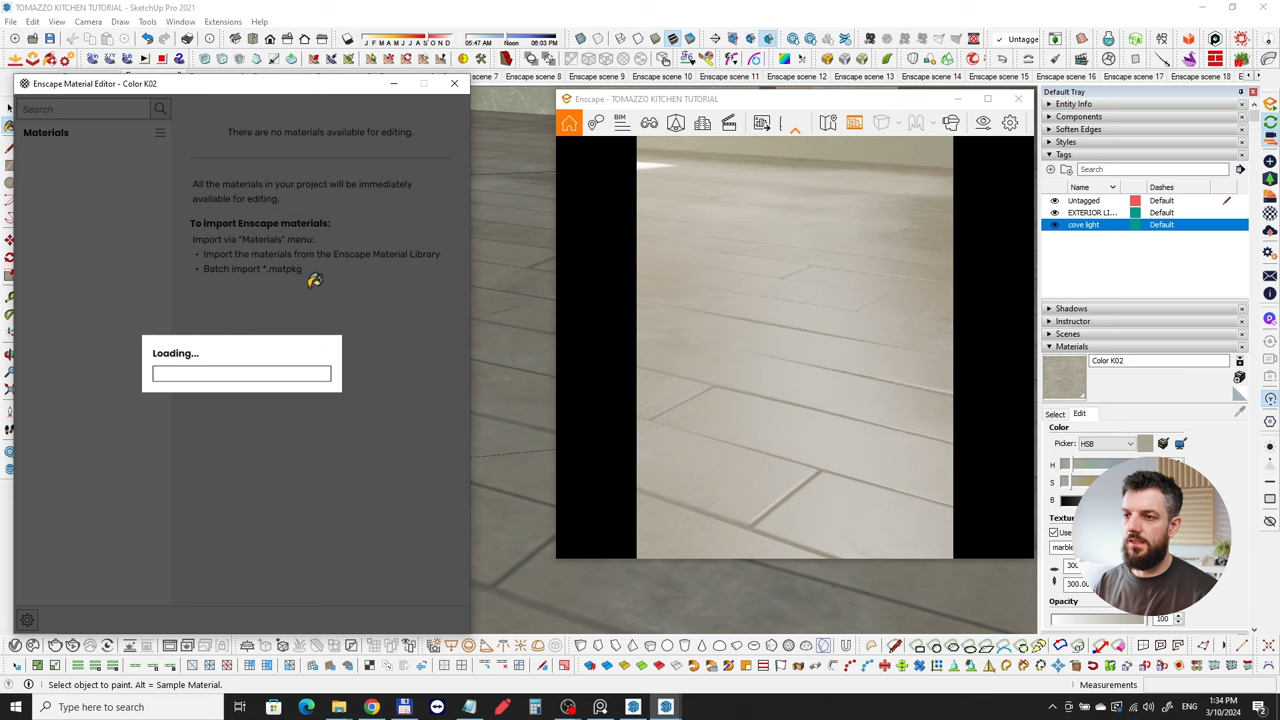 TOMAZZO KITCHEN TUTORIAL - SketchUp Pro 2021
File Edit View Camera Draw Tools Window Extensions Help
J F M A M J J A S O N D 05:47 AM Noon 06:03 PM Untagge
Enscape Material Editor - Color K02
scene 7 Enscape scene 8 Enscape scene 9 Enscape scene 10 Enscape scene 11 Enscape scene 12 Enscape scene 13 Enscape scene 14 Enscape scene 15 Enscape scene 16 Enscape scene 17 Enscape scene 18
Search
Materials
There are no materials available for editing.
All the materials in your project will be immediately
available for editing.
To import Enscape materials:
Import via "Materials" menu:
• Import the materials from the Enscape Material Library
• Batch import *.matpkg
Loading...
Enscape - TOMAZZO KITCHEN TUTORIAL
BIM
Default Tray
Entity Info
Components
Soft Edges
Styles
Tags
Search
Name Dashes
Untagged Default
EXTERIOR LI... Default
cove light Default
Shadows
Instructor
Scenes
Materials
Color K02
Select Edit
Color
Picker: HSB
H
S
B
Textu
Use
marble
300
300.0
Opacity
100
Select object to paint. Alt = Sample Material.
Measurements
Type here to search
ENG
1:34 PM
3/10/2024